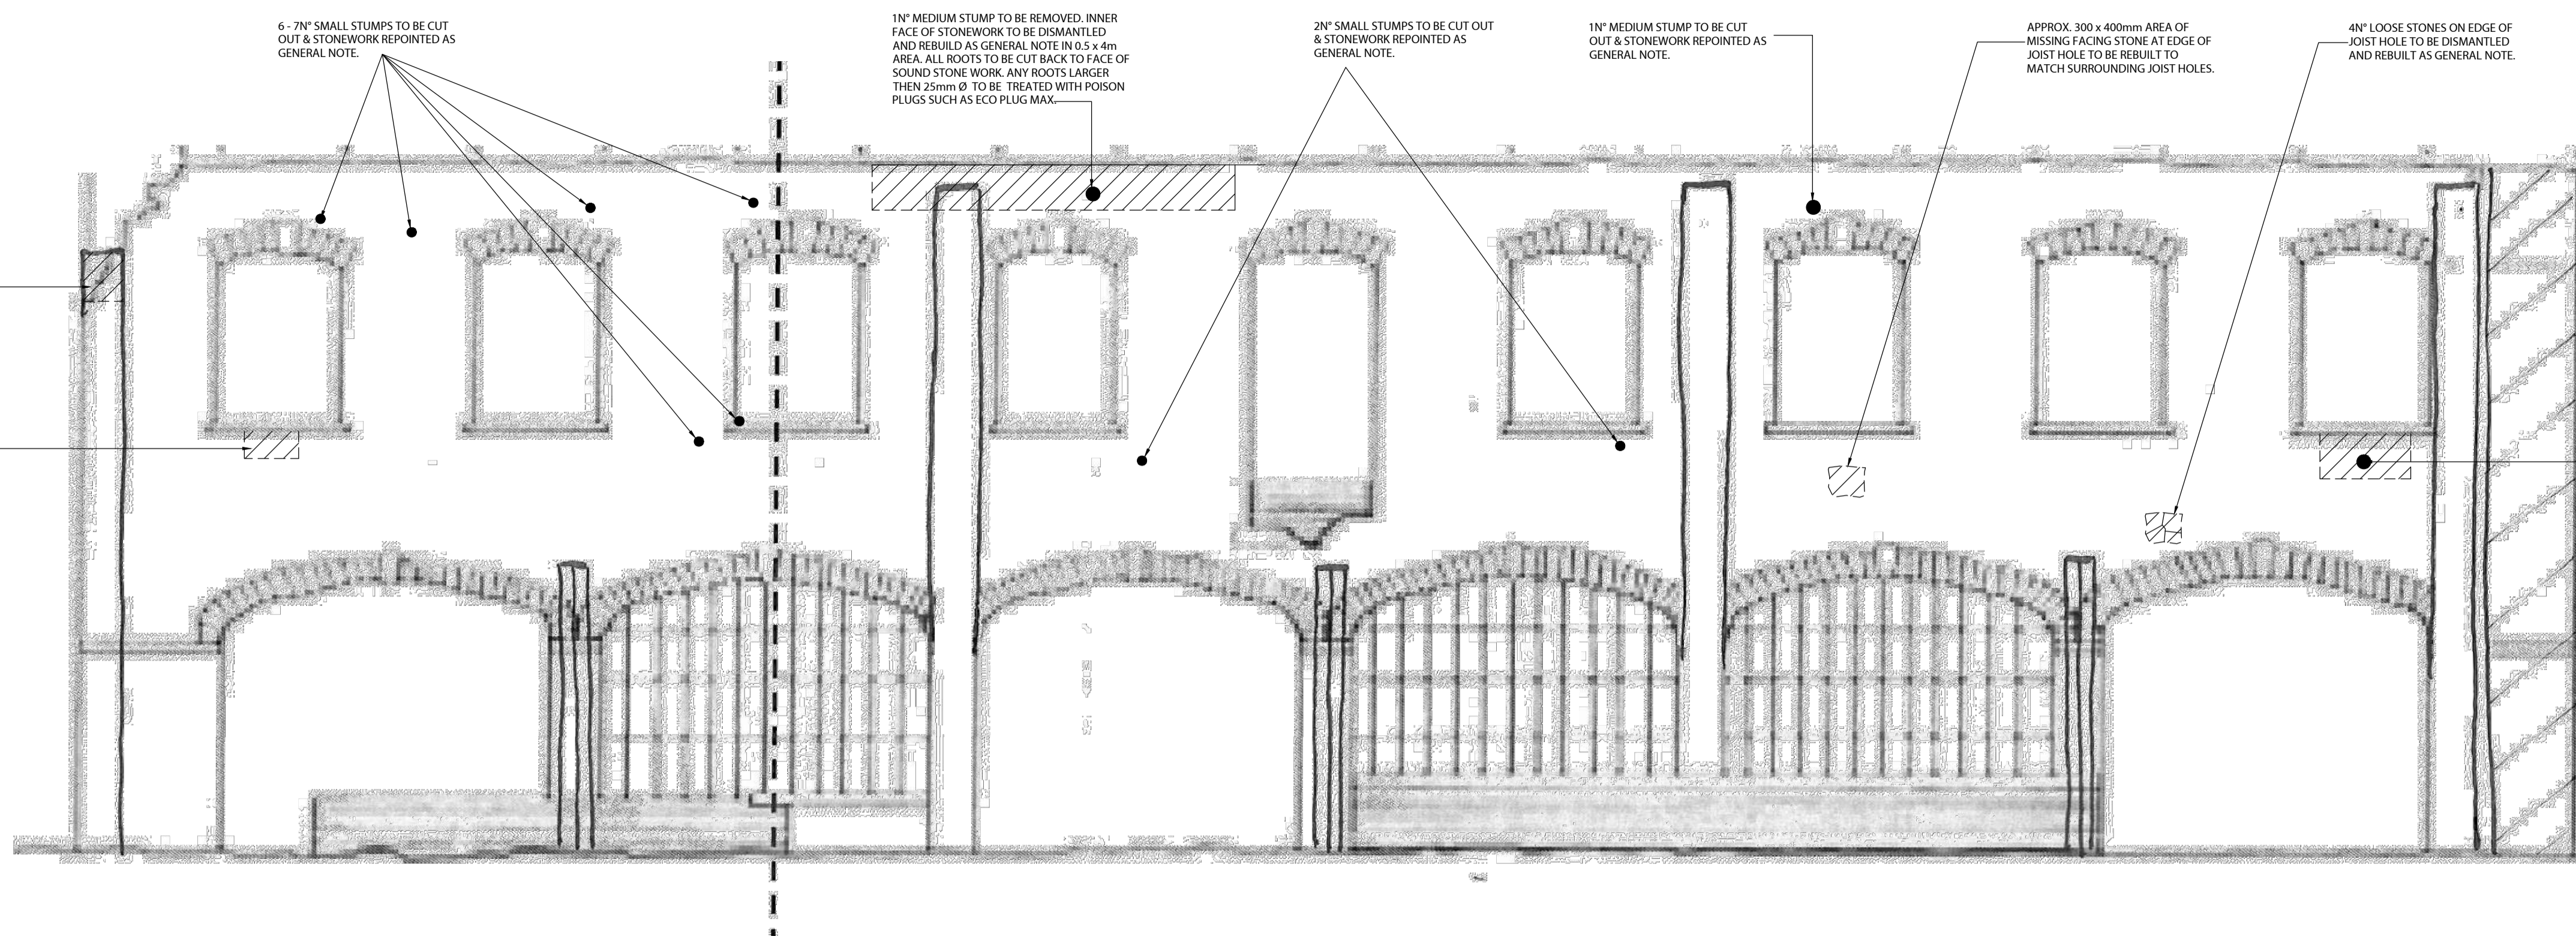 6 - 7N° SMALL STUMPS TO BE CUT
OUT & STONEWORK REPOINTED AS
GENERAL NOTE.
1N° MEDIUM STUMP TO BE REMOVED. INNER
FACE OF STONEWORK TO BE DISMANTLED
AND REBUILD AS GENERAL NOTE IN 0.5 x 4m
AREA. ALL ROOTS TO BE CUT BACK TO FACE OF
SOUND STONE WORK. ANY ROOTS LARGER
THEN 25mm Ø TO BE TREATED WITH POISON
PLUGS SUCH AS ECO PLUG MAX.
2N° SMALL STUMPS TO BE CUT OUT
& STONEWORK REPOINTED AS
GENERAL NOTE.
1N° MEDIUM STUMP TO BE CUT
OUT & STONEWORK REPOINTED AS
GENERAL NOTE.
APPROX. 300 x 400mm AREA OF
MISSING FACING STONE AT EDGE OF
JOIST HOLE TO BE REBUILT TO
MATCH SURROUNDING JOIST HOLES.
4N° LOOSE STONES ON EDGE OF
JOIST HOLE TO BE DISMANTLED
AND REBUILT AS GENERAL NOTE.